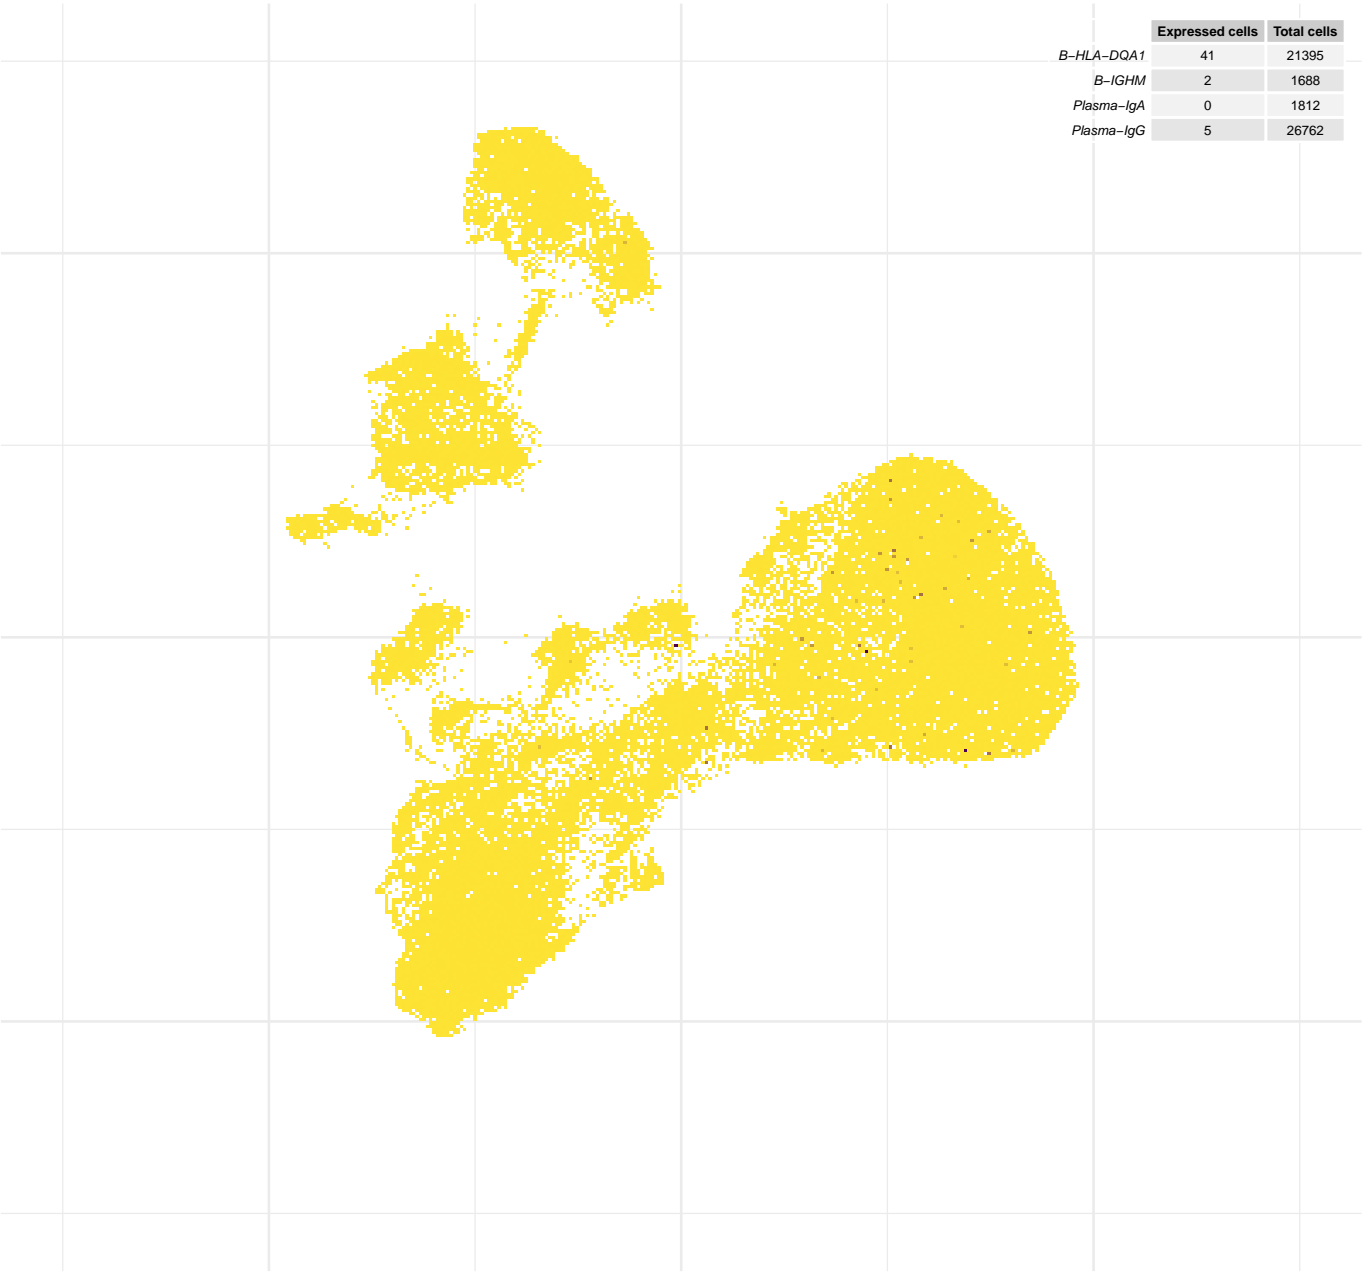 Expressed cells Total cells
B−HLA−DQA1 41 21395
B−IGHM 2 1688
Plasma−IgA 0 1812
Plasma−IgG 5 26762